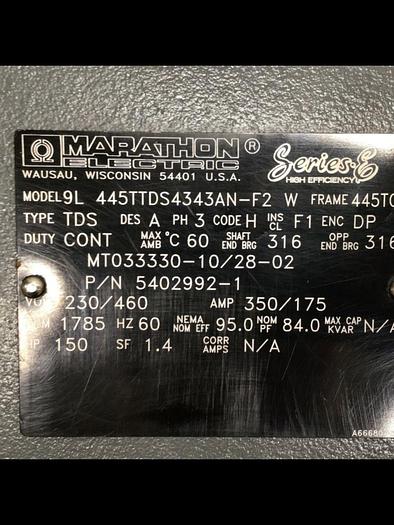 MARATHON®
ELECTRIC
WAUSAU, WISCONSIN 54401 U.S.A.
Series·E
HIGH EFFICIENCY
MODEL 9L 445TTDS4343AN-F2 W FRAME 445TC
TYPE TDS DES A PH 3 CODE H INS CL F1 ENC DP
DUTY CONT MAX AMB °C 60 SHAFT END BRG 316 OPP END BRG 316
MT033330-10/28-02
P/N 5402992-1
230/460 AMP 350/175
1785 HZ 60 NEMA NOM EFF 95.0 NOM PF 84.0 MAX CAP KVAR N/A
HP 150 SF 1.4 CORR AMPS N/A